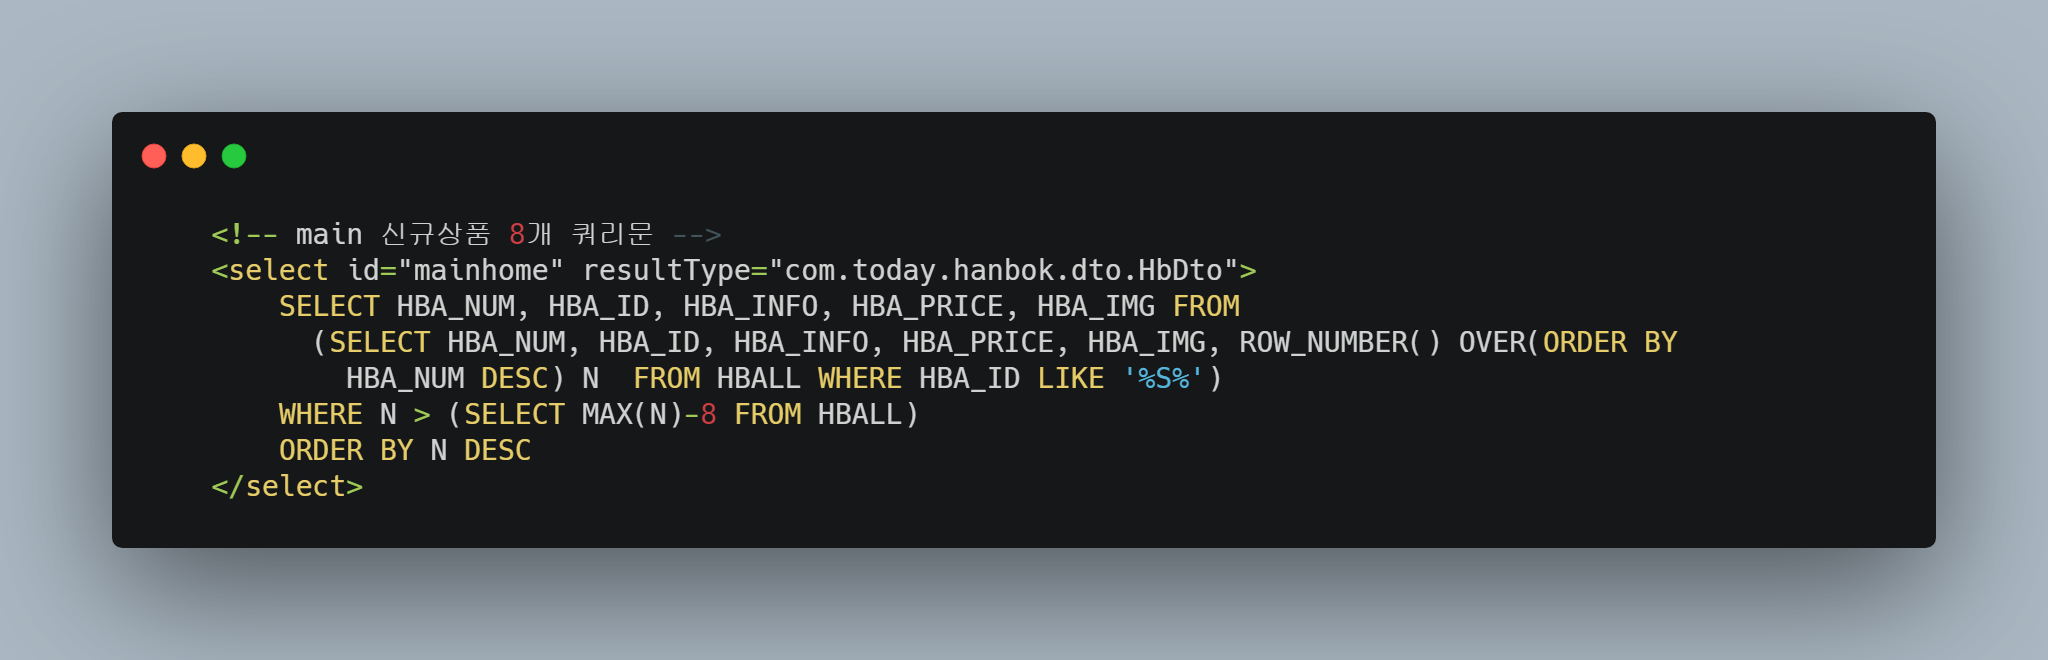 <!-- main 신규상품 8개 쿼리문 -->
<select id="mainhome" resultType="com.today.hanbok.dto.HbDto">
SELECT HBA_NUM, HBA_ID, HBA_INFO, HBA_PRICE, HBA_IMG FROM
(SELECT HBA_NUM, HBA_ID, HBA_INFO, HBA_PRICE, HBA_IMG, ROW_NUMBER() OVER(ORDER BY
HBA_NUM DESC) N  FROM HBALL WHERE HBA_ID LIKE '%S%')
WHERE N > (SELECT MAX(N)-8 FROM HBALL)
ORDER BY N DESC
</select>